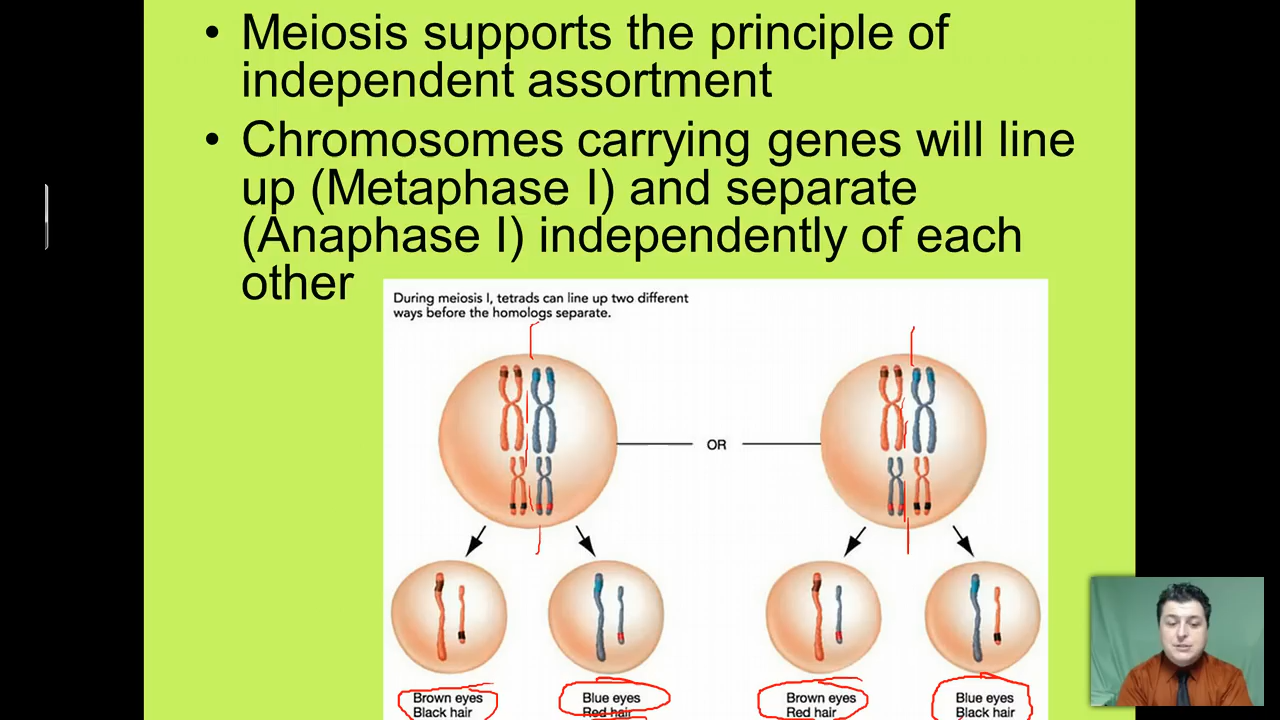 • Meiosis supports the principle of
independent assortment
• Chromosomes carrying genes will line
up (Metaphase I) and separate
(Anaphase I) independently of each
other
During meiosis I, tetrads can line up two different
ways before the homologs separate.
OR
Brown eyes
Black hair
Blue eyes
Red hair
Brown eyes
Red hair
Blue eyes
Black hair